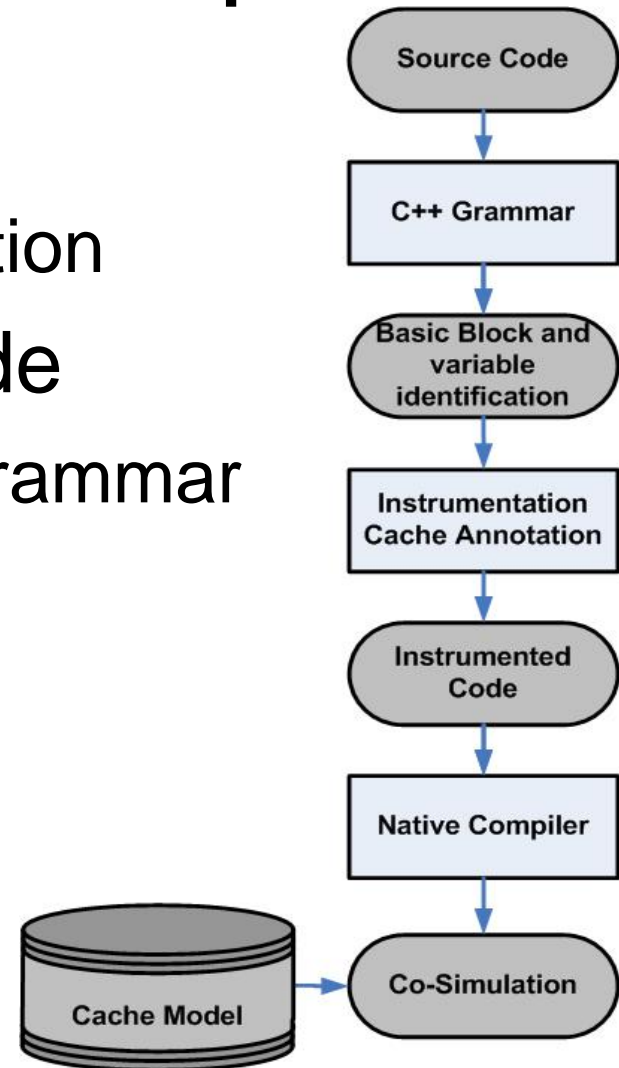 tion
de
rammar
Source Code
C++ Grammar
Basic Block and
variable
identification
Instrumentation
Cache Annotation
Instrumented
Code
Native Compiler
Co-Simulation
Cache Model